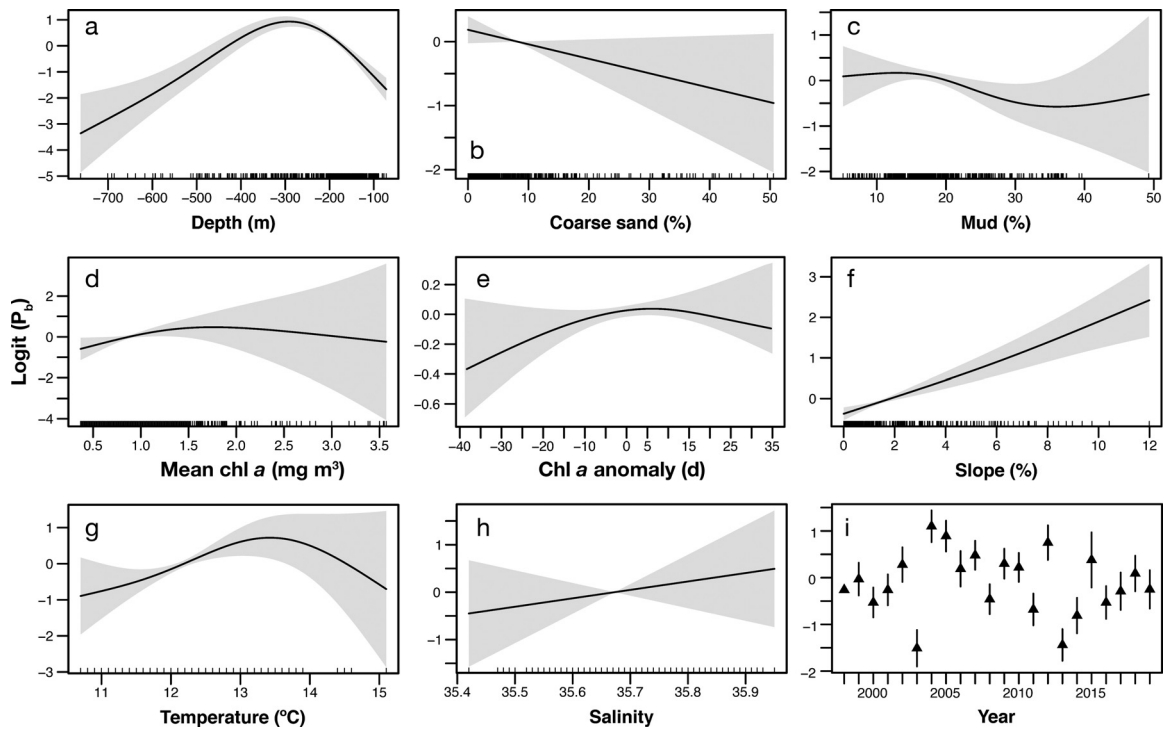 a
1
0
−1
−2
−3
−4
−5
−700 −600 −500 −400 −300 −200 −100
Depth (m)
b
0
−1
−2
0 10 20 30 40 50
Coarse sand (%)
c
1
0
−1
−2
10 20 30 40 50
Mud (%)
Logit (Pb)
d
2
0
−2
−4
0.5 1.0 1.5 2.0 2.5 3.0 3.5
Mean chl a (mg m³)
e
0.2
0.0
−0.2
−0.4
−0.6
−40 −30 −20 −10 0 5 15 25 35
Chl a anomaly (d)
f
3
2
1
0
0 2 4 6 8 10 12
Slope (%)
g
1
0
−1
−2
−3
11 12 13 14 15
Temperature (ºC)
h
1
0
−1
35.4 35.5 35.6 35.7 35.8 35.9
Salinity
i
1
0
−1
−2
2000 2005 2010 2015
Year